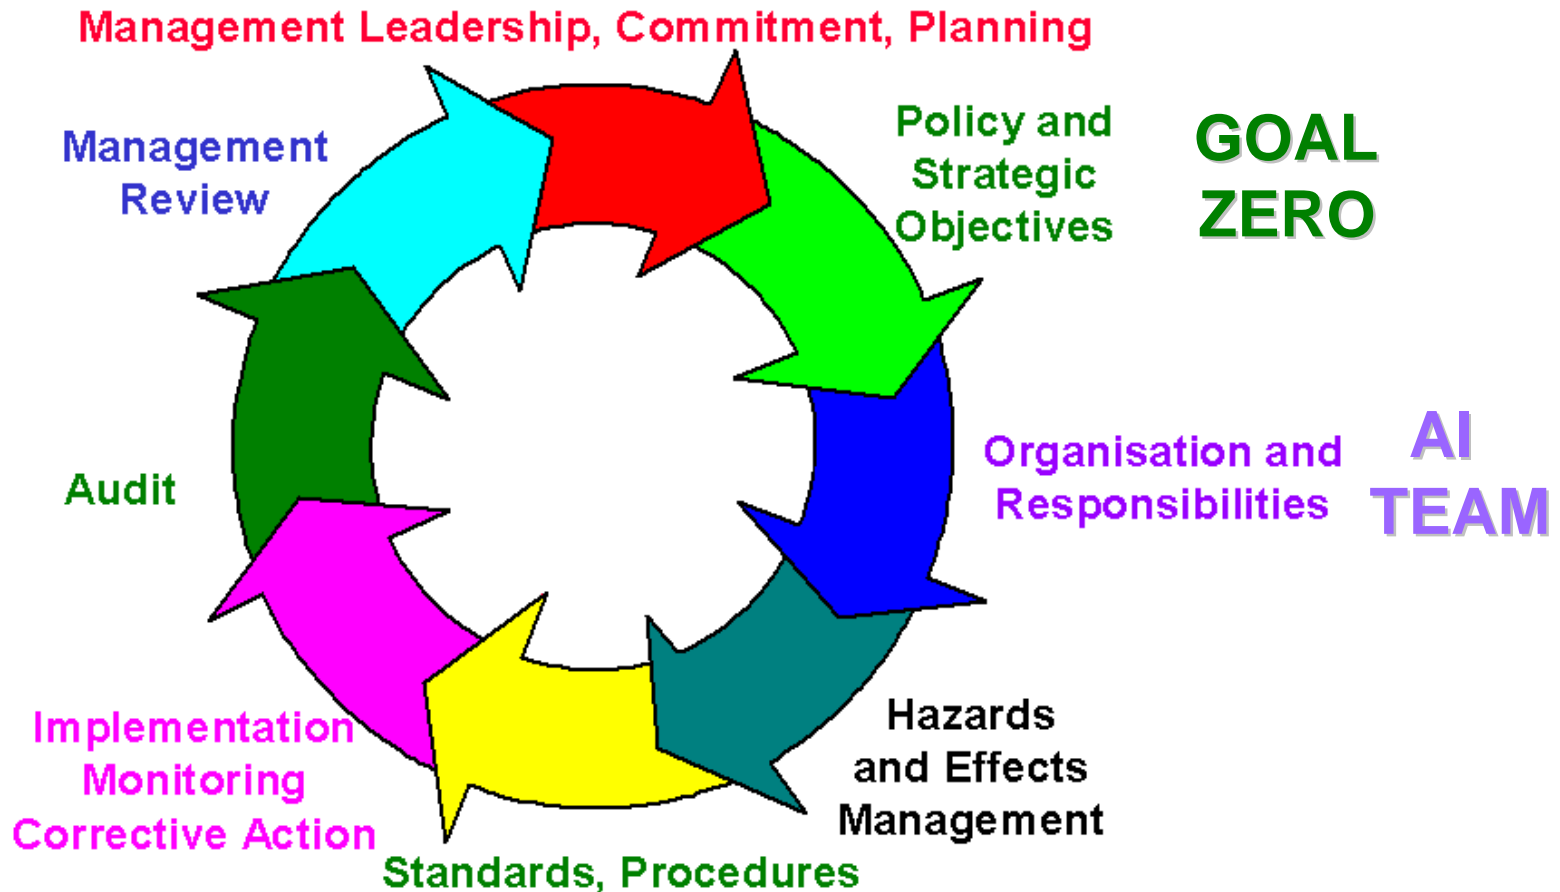 Management Leadership, Commitment, Planning
Policy and
Strategic
Objectives
GOAL
ZERO
Organisation and
Responsibilities
AI
TEAM
Hazards
and Effects
Management
Standards, Procedures
Implementation
Monitoring
Corrective Action
Audit
Management
Review